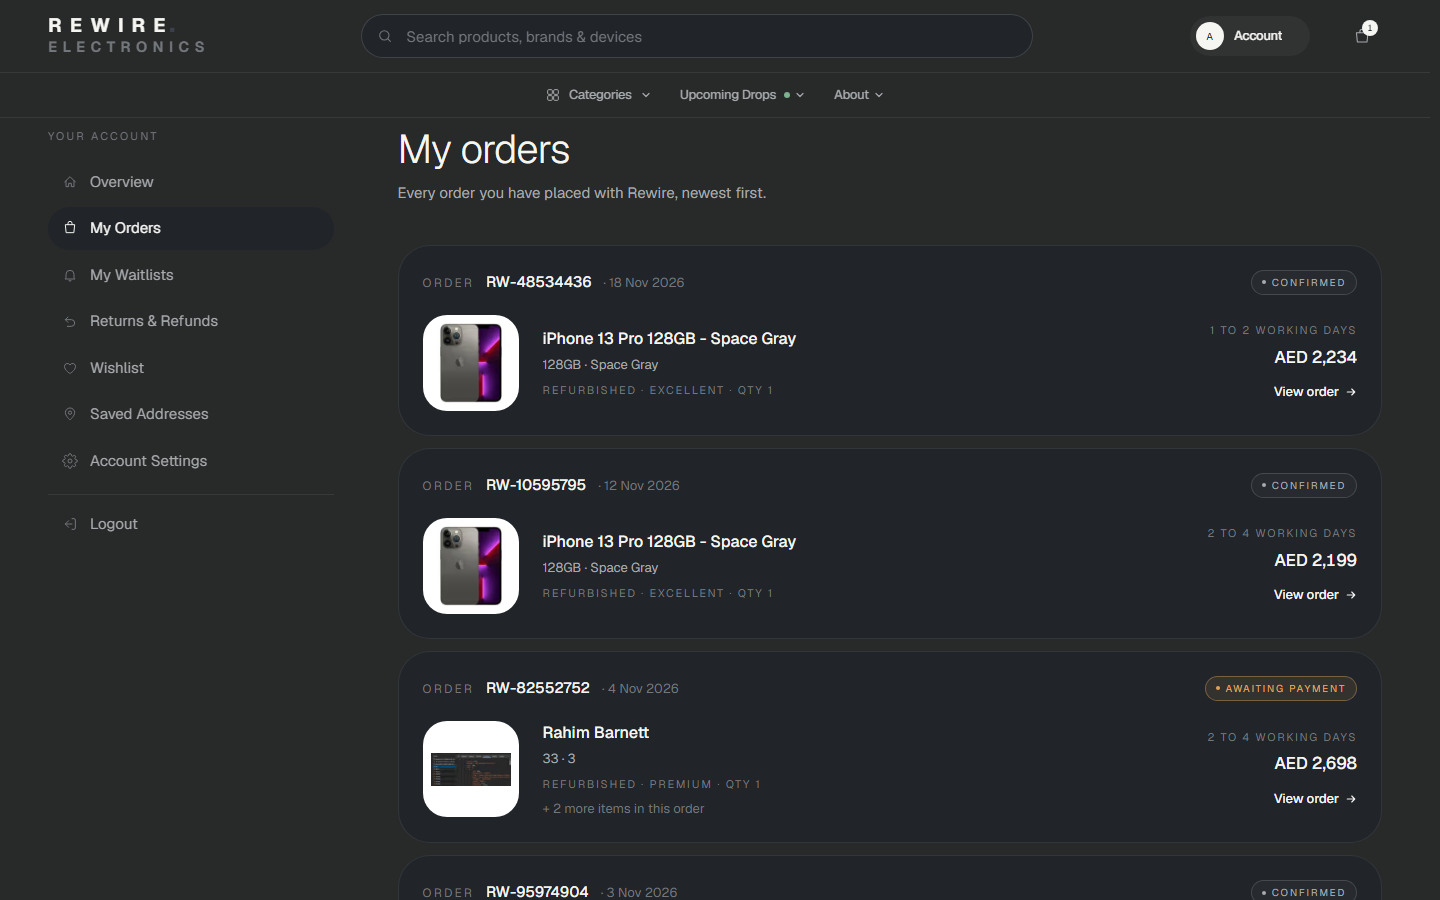 REWIRE.
ELECTRONICS
Search products, brands & devices
A
Account
1
Categories
Upcoming Drops
About
YOUR ACCOUNT
Overview
My Orders
My Waitlists
Returns & Refunds
Wishlist
Saved Addresses
Account Settings
Logout
My orders
Every order you have placed with Rewire, newest first.
ORDER RW-48534436 · 18 Nov 2026
CONFIRMED
iPhone 13 Pro 128GB - Space Gray
128GB · Space Gray
REFURBISHED · EXCELLENT · QTY 1
1 TO 2 WORKING DAYS
AED 2,234
View order →
ORDER RW-10595795 · 12 Nov 2026
CONFIRMED
iPhone 13 Pro 128GB - Space Gray
128GB · Space Gray
REFURBISHED · EXCELLENT · QTY 1
2 TO 4 WORKING DAYS
AED 2,199
View order →
ORDER RW-82552752 · 4 Nov 2026
AWAITING PAYMENT
Rahim Barnett
33 · 3
REFURBISHED · PREMIUM · QTY 1
+ 2 more items in this order
2 TO 4 WORKING DAYS
AED 2,698
View order →
ORDER RW-95974904 · 3 Nov 2026
CONFIRMED